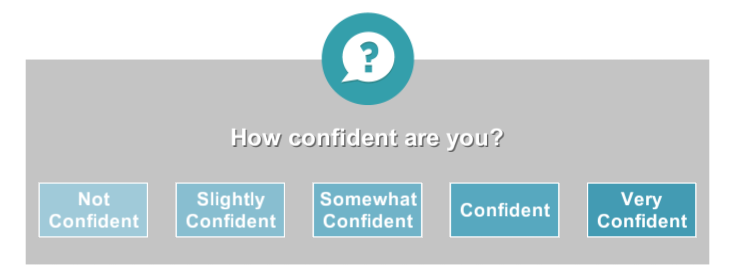 ?
How confident are you?
Not
Confident
Slightly
Confident
Somewhat
Confident
Confident
Very
Confident